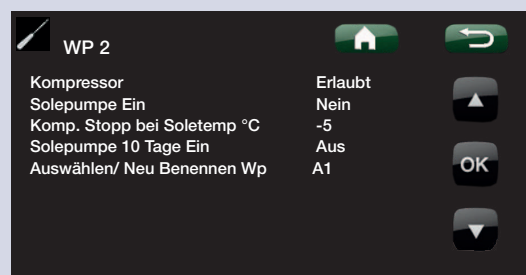 WP 2
Kompressor Erlaubt
Solepumpe Ein Nein
Komp. Stopp bei Soletemp °C -5
Solepumpe 10 Tage Ein Aus
Auswählen/ Neu Benennen Wp A1
OK